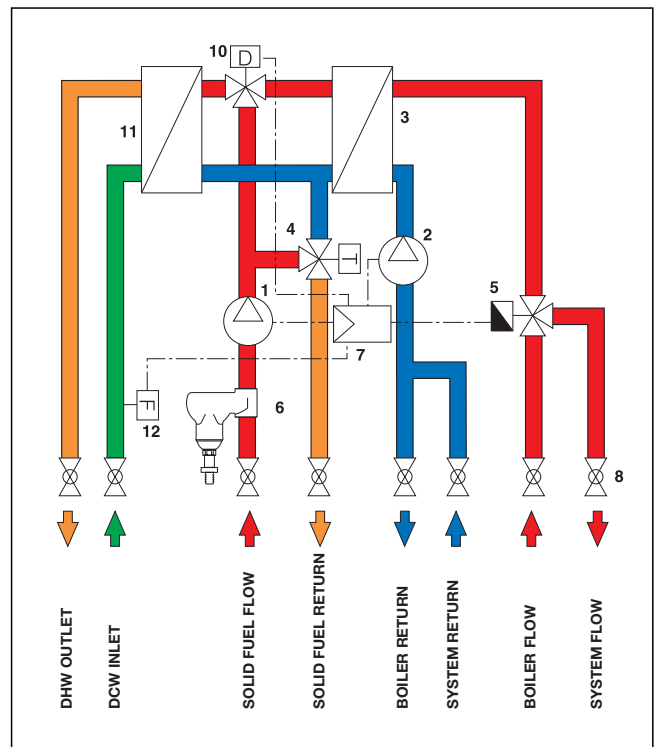 10
D
11
3
4
2
T
1
5
7
6
F
12
8
DHW OUTLET
DCW INLET
SOLID FUEL FLOW
SOLID FUEL RETURN
BOILER RETURN
SYSTEM RETURN
BOILER FLOW
SYSTEM FLOW